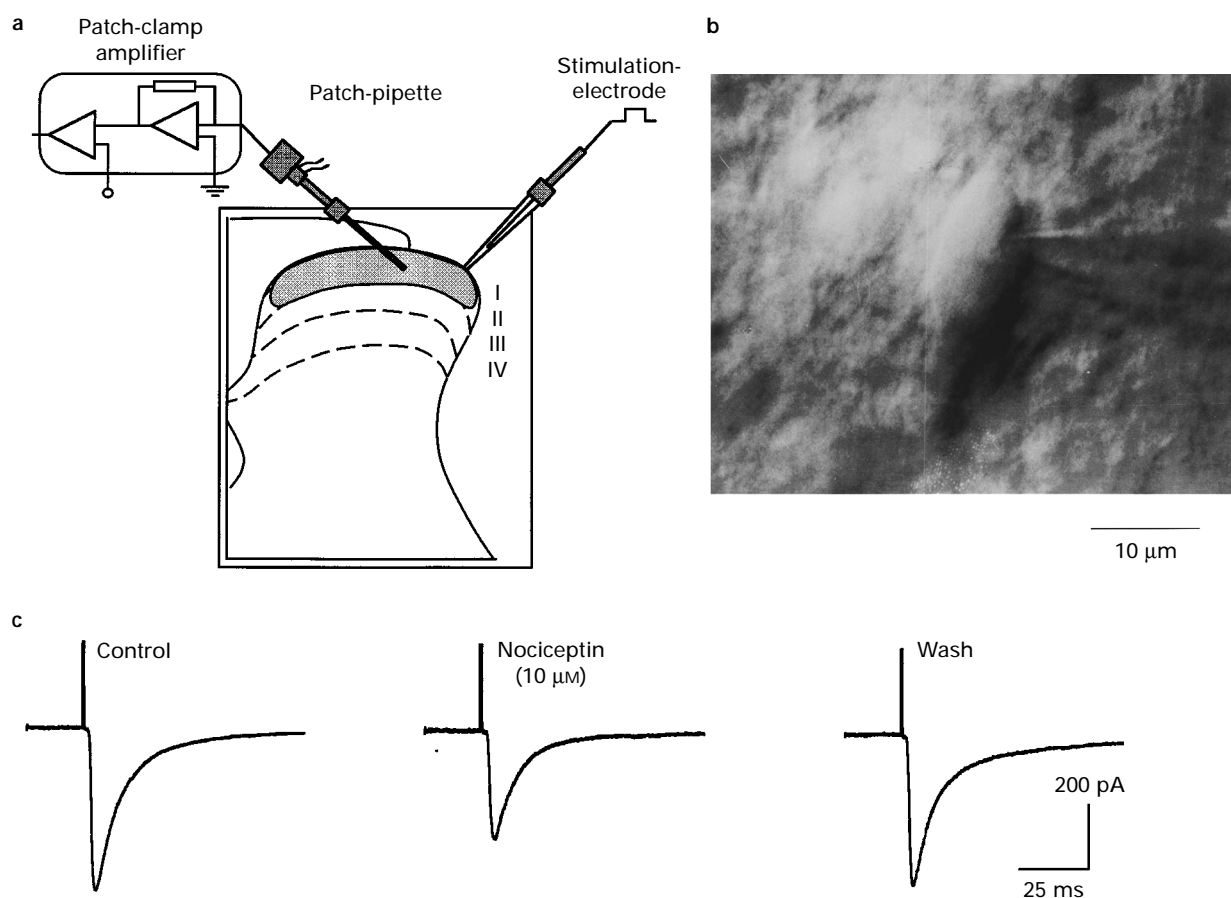 a
Patch-clamp
amplifier
Patch-pipette
Stimulation-
electrode
I
II
III
IV
b
10 μm
c
Control
Nociceptin
(10 μM)
Wash
200 pA
25 ms